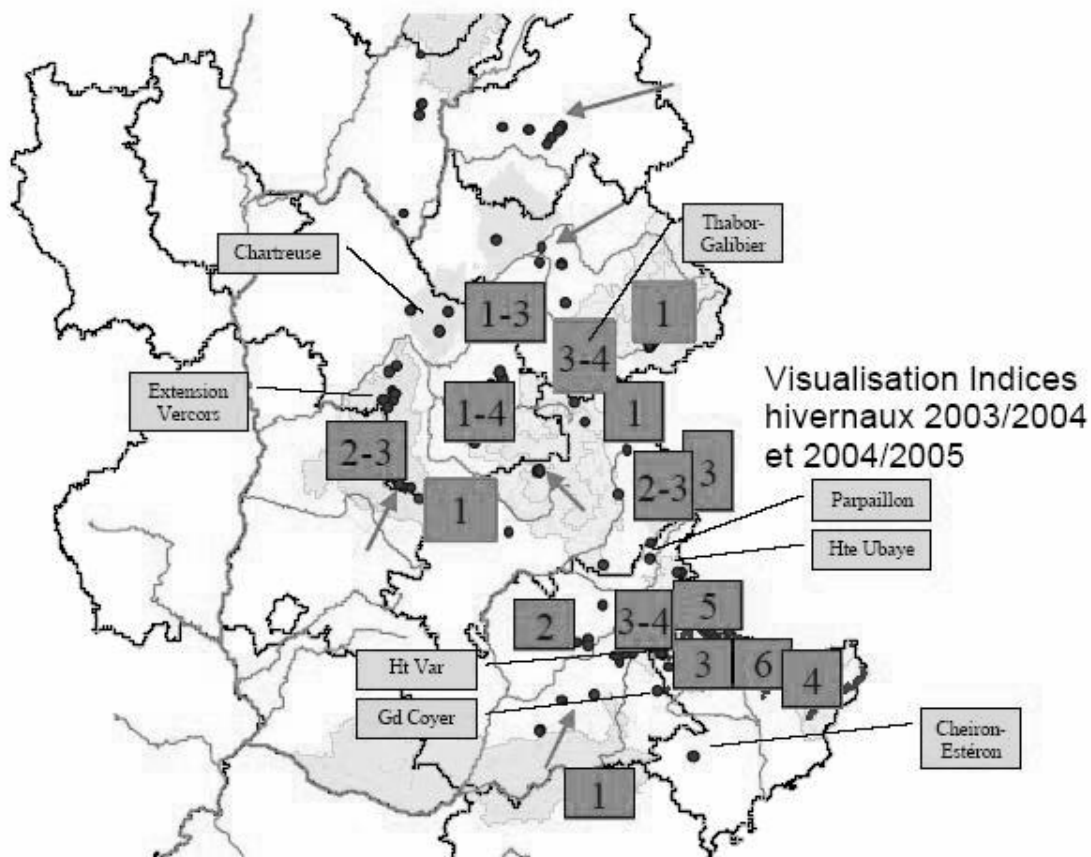 Thabor-
Galibier
Chartreuse
1-3
1
3-4
Extension
Vercors
1-4
1
Visualisation Indices
hivernaux 2003/2004
et 2004/2005
2-3
3
2-3
1
Parpaillon
Hte Ubaye
5
2
3-4
Ht Var
3
6
4
Gd Coyer
Cheiron-
Estéron
1